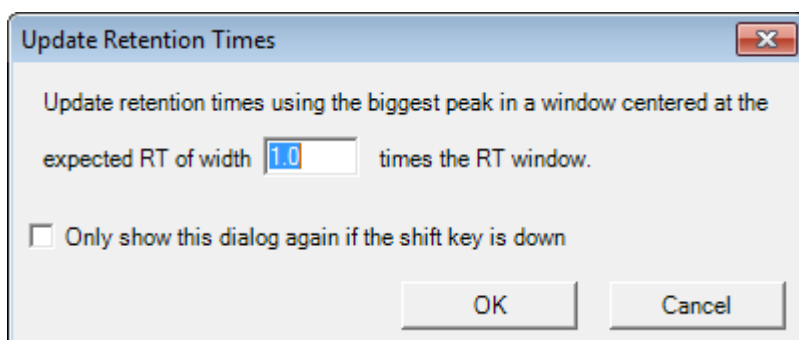 Update Retention Times
Update retention times using the biggest peak in a window centered at the
expected RT of width 1.0 times the RT window.
Only show this dialog again if the shift key is down
OK Cancel